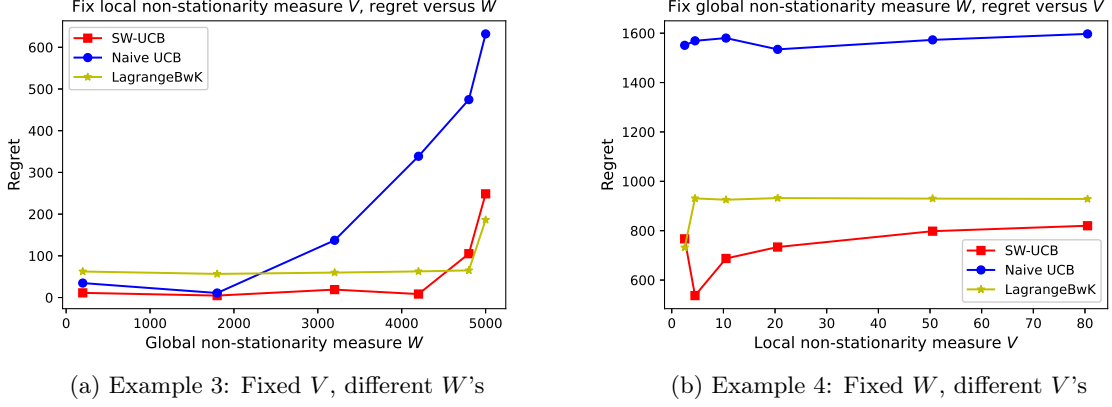 Fix local non-stationarity measure V, regret versus W
SW-UCB
Naive UCB
LagrangeBwK
Regret
600
500
400
300
200
100
0
0 1000 2000 3000 4000 5000
Global non-stationarity measure W
(a) Example 3: Fixed V, different W's
Fix global non-stationarity measure W, regret versus V
Regret
1600
1400
1200
1000
800
600
SW-UCB
Naive UCB
LagrangeBwK
0 10 20 30 40 50 60 70 80
Local non-stationarity measure V
(b) Example 4: Fixed W, different V's